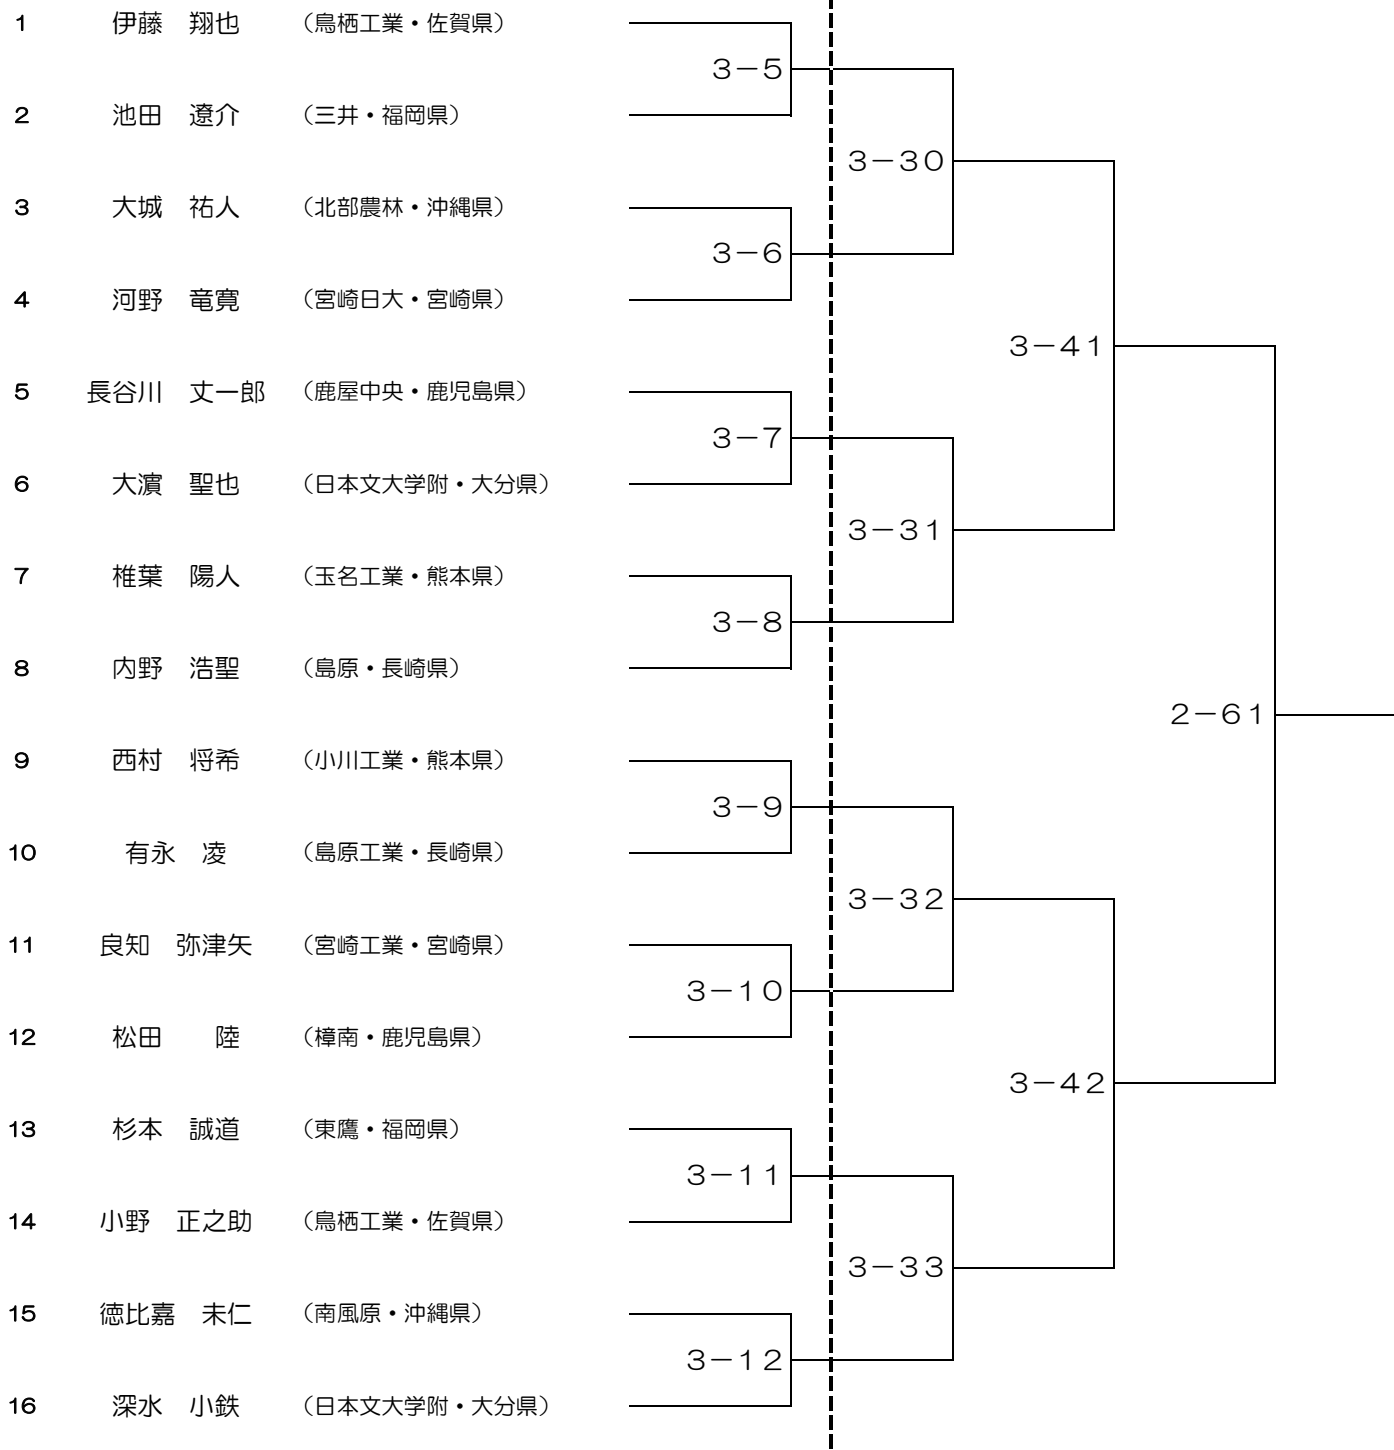 1 伊藤　翔也 （鳥栖工業・佐賀県）
3－5
2 池田　遼介 （三井・福岡県）
3－30
3 大城　祐人 （北部農林・沖縄県）
3－6
4 河野　竜寛 （宮崎日大・宮崎県）
3－41
5 長谷川　丈一郎 （鹿屋中央・鹿児島県）
3－7
6 大濵　聖也 （日本文大学附・大分県）
3－31
7 椎葉　陽人 （玉名工業・熊本県）
3－8
8 内野　浩聖 （島原・長崎県）
2－61
9 西村　将希 （小川工業・熊本県）
3－9
10 有永　凌 （島原工業・長崎県）
3－32
11 良知　弥津矢 （宮崎工業・宮崎県）
3－10
12 松田　　陸 （樟南・鹿児島県）
3－42
13 杉本　誠道 （東鷹・福岡県）
3－11
14 小野　正之助 （鳥栖工業・佐賀県）
3－33
15 徳比嘉　未仁 （南風原・沖縄県）
3－12
16 深水　小鉄 （日本文大学附・大分県）